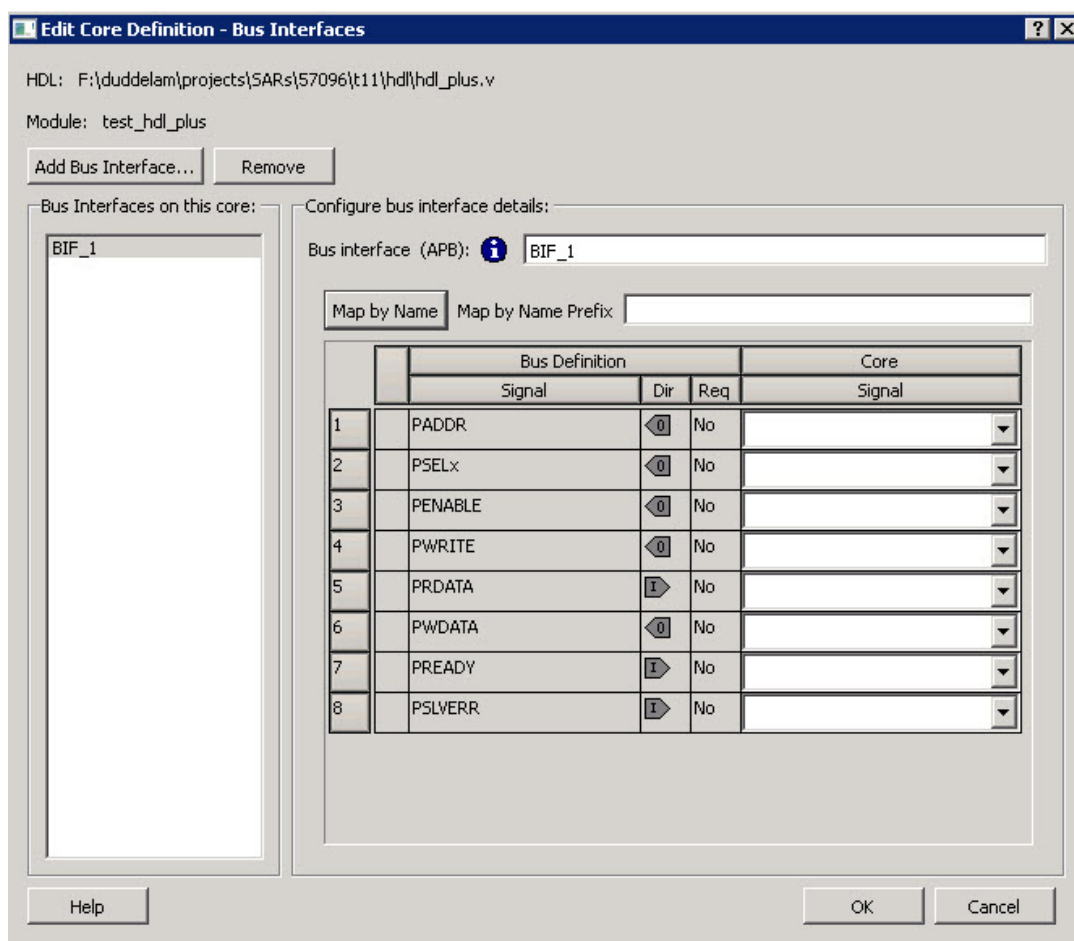 Edit Core Definition - Bus Interfaces
HDL: F:\duddelam\projects\SARs\57096\t11\hdl\hdl_plus.v
Module: test_hdl_plus
Add Bus Interface... Remove
Bus Interfaces on this core:
BIF_1
Configure bus interface details:
Bus interface (APB): i BIF_1
Map by Name Map by Name Prefix
Bus Definition Core
Signal Dir Req Signal
1 PADDR O No
2 PSELx O No
3 PENABLE O No
4 PWRITE O No
5 PRDATA I No
6 PWDATA O No
7 PREADY I No
8 PSLVERR I No
Help OK Cancel